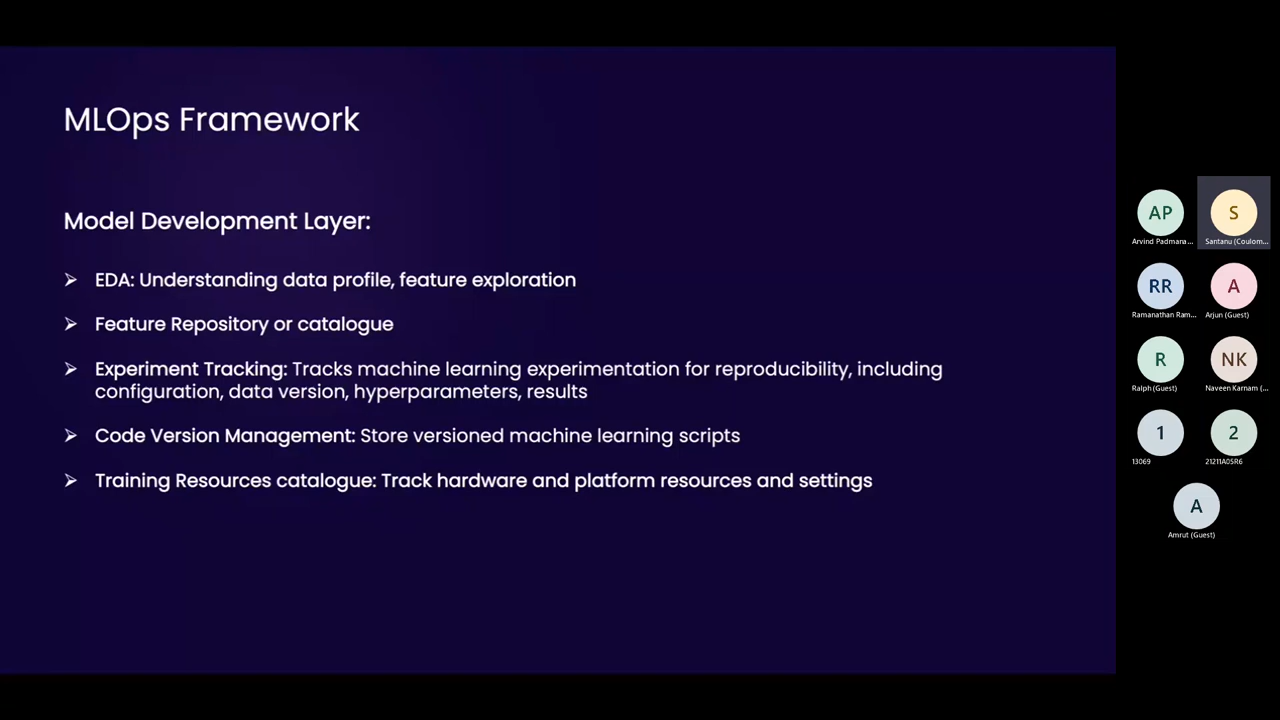 MLOps Framework
Model Development Layer:
➢ EDA: Understanding data profile, feature exploration
➢ Feature Repository or catalogue
➢ Experiment Tracking: Tracks machine learning experimentation for reproducibility, including
configuration, data version, hyperparameters, results
➢ Code Version Management: Store versioned machine learning scripts
➢ Training Resources catalogue: Track hardware and platform resources and settings
AP
Arvind Padmana...
S
Santanu (Coulom...
RR
Ramanathan Ram...
A
Arjun (Guest)
R
Ralph (Guest)
NK
Naveen Karnam (...
1
13069
2
21211A05R6
A
Amrut (Guest)